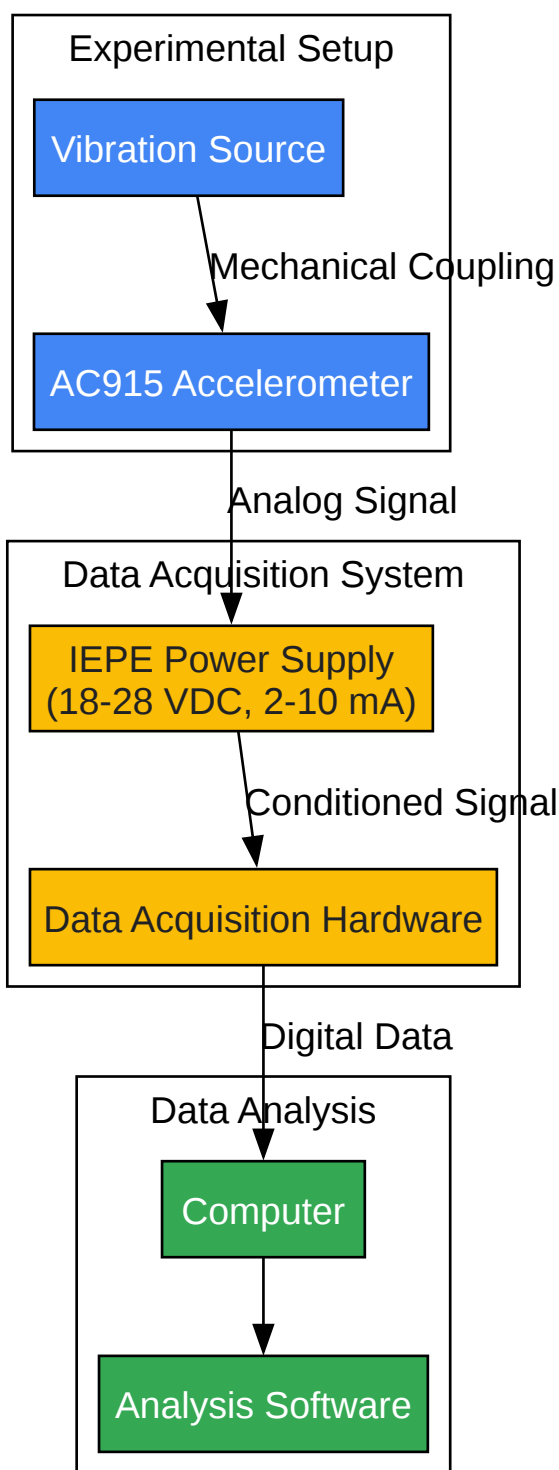 Experimental Setup
Vibration Source
Mechanical Coupling
AC915 Accelerometer
Analog Signal
Data Acquisition System
IEPE Power Supply
(18-28 VDC, 2-10 mA)
Conditioned Signal
Data Acquisition Hardware
Digital Data
Data Analysis
Computer
Analysis Software